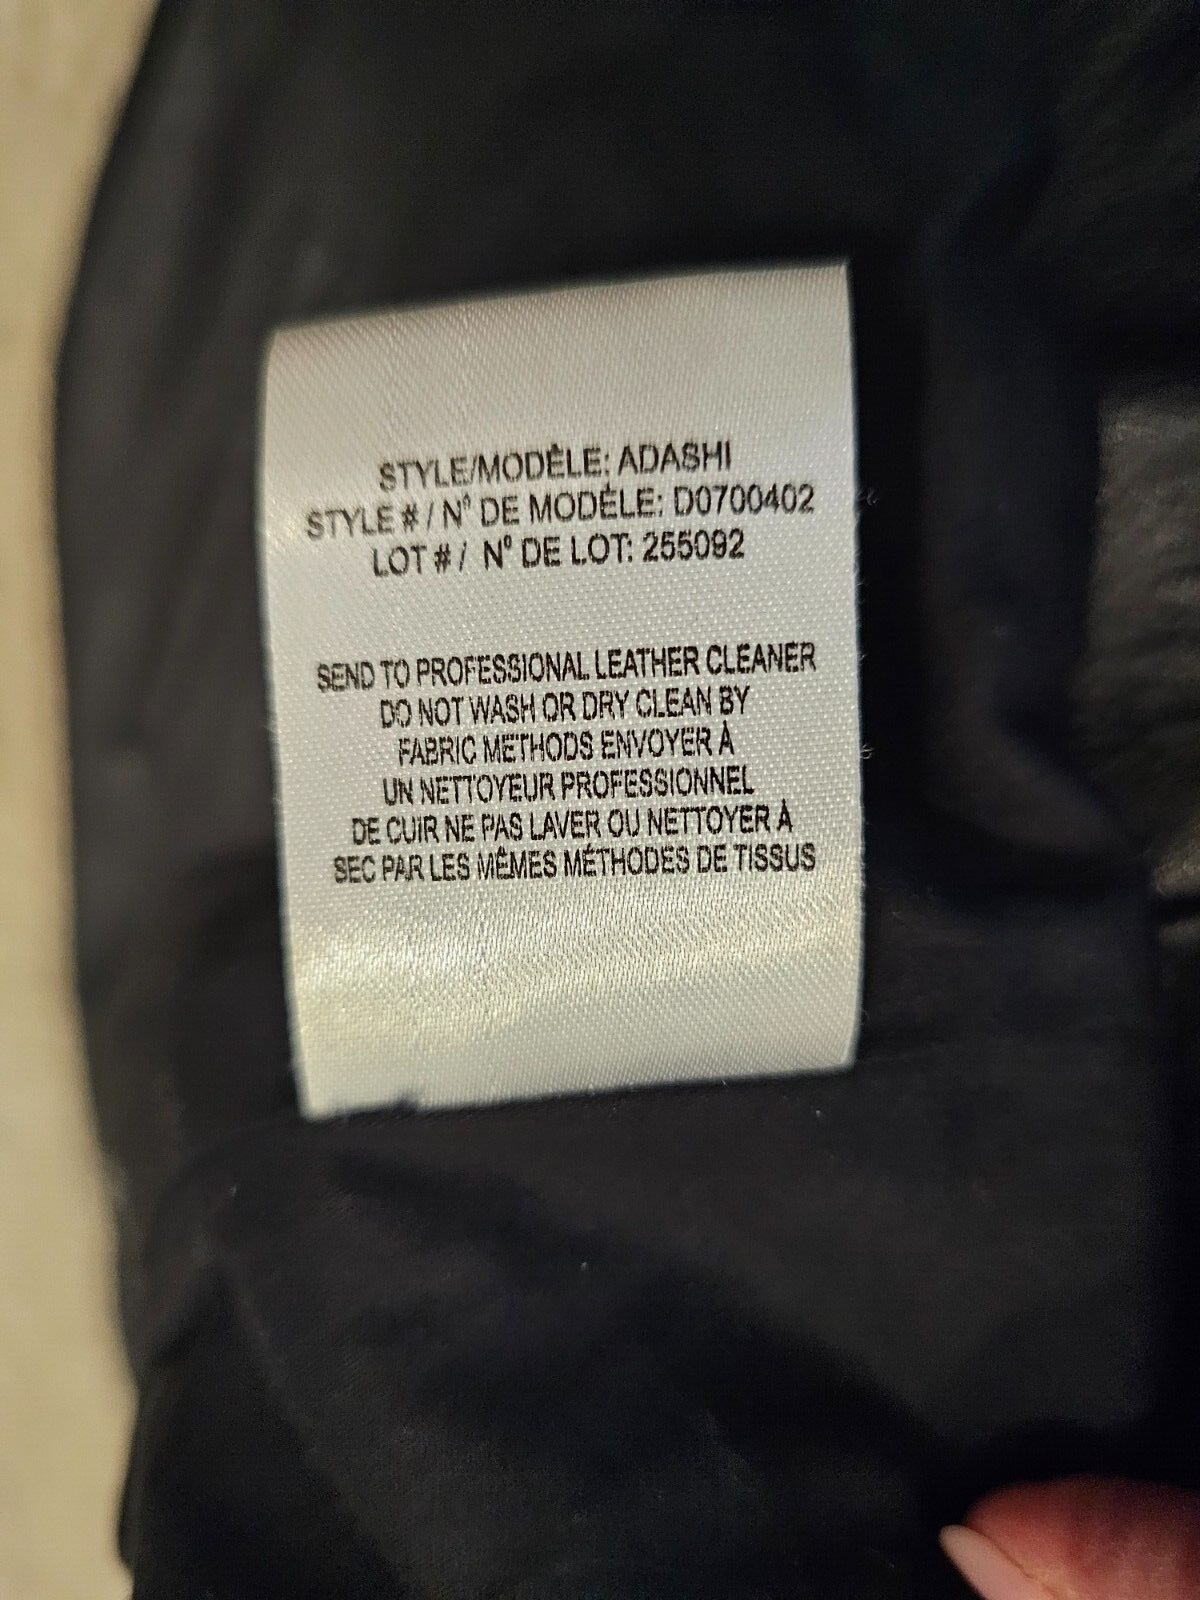 STYLE/MODÈLE: ADASHI
STYLE # / Nº DE MODÈLE: D0700402
LOT # / Nº DE LOT: 255092
SEND TO PROFESSIONAL LEATHER CLEANER
DO NOT WASH OR DRY CLEAN BY
FABRIC METHODS ENVOYER À
UN NETTOYEUR PROFESSIONNEL
DE CUIR NE PAS LAVER OU NETTOYER À
SEC PAR LES MÊMES MÉTHODES DE TISSUS